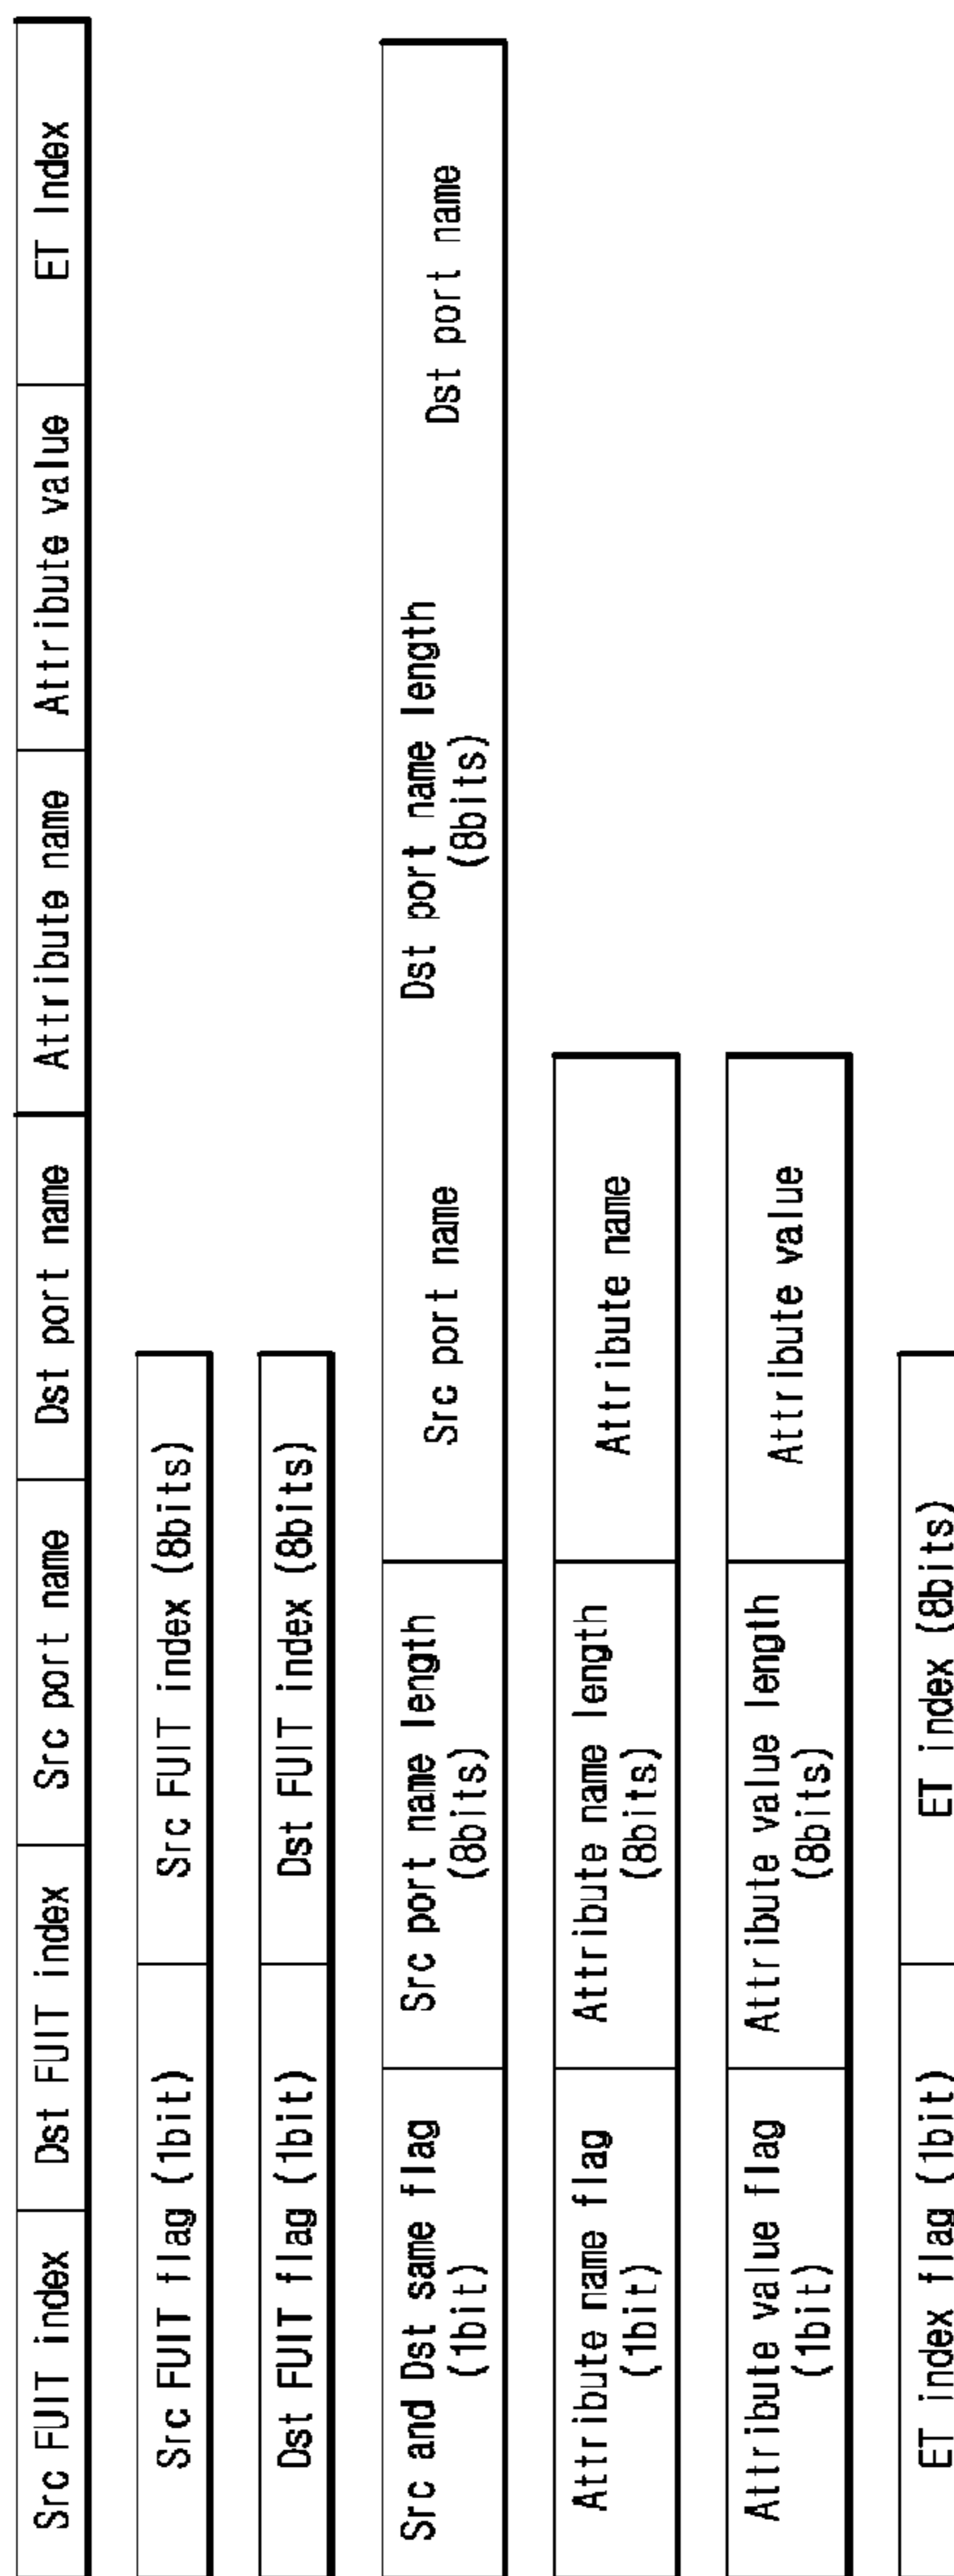 Src FUIT index
Dst FUIT index
Src port name
Dst port name
Attribute name
Attribute value
ET Index
Src FUIT flag (1bit)
Src FUIT index (8bits)
Dst FUIT flag (1bit)
Dst FUIT index (8bits)
Src and Dst same flag
(1bit)
Src port name length
(8bits)
Src port name
Dst port name length
(8bits)
Dst port name
Attribute name flag
(1bit)
Attribute name length
(8bits)
Attribute name
Attribute value flag
(1bit)
Attribute value length
(8bits)
Attribute value
ET index flag (1bit)
ET index (8bits)